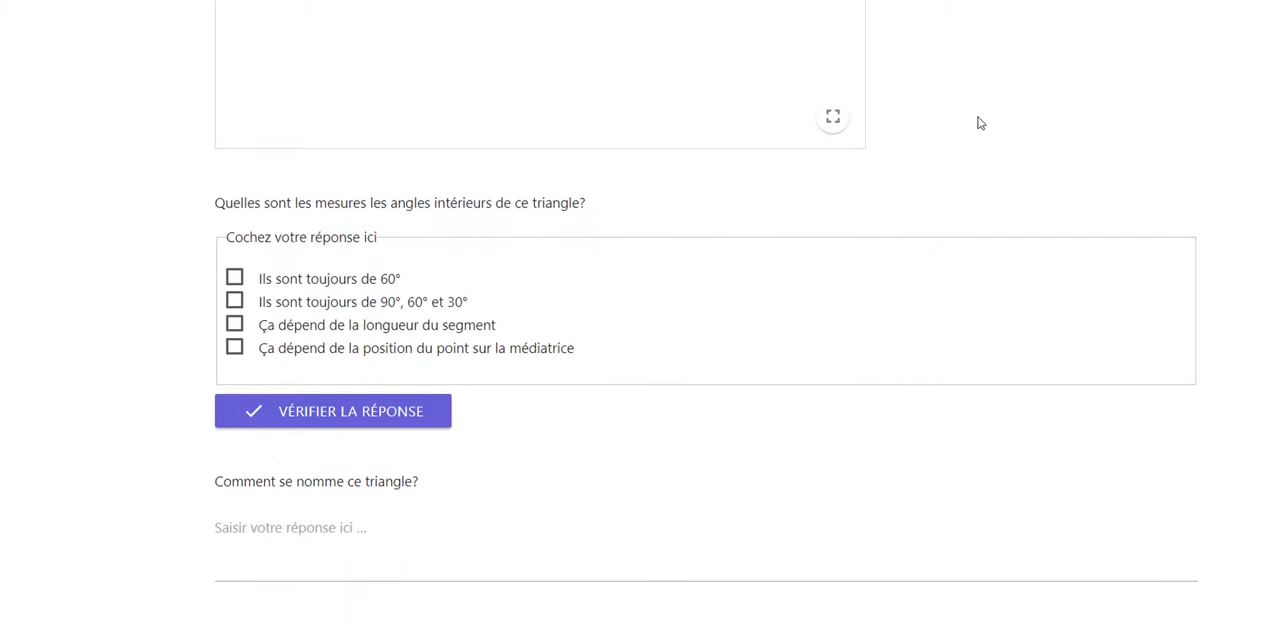 Quelles sont les mesures les angles intérieurs de ce triangle?
Cochez votre réponse ici
Ils sont toujours de 60°
Ils sont toujours de 90°, 60° et 30°
Ça dépend de la longueur du segment
Ça dépend de la position du point sur la médiatrice
VÉRIFIER LA RÉPONSE
Comment se nomme ce triangle?
Saisir votre réponse ici ...